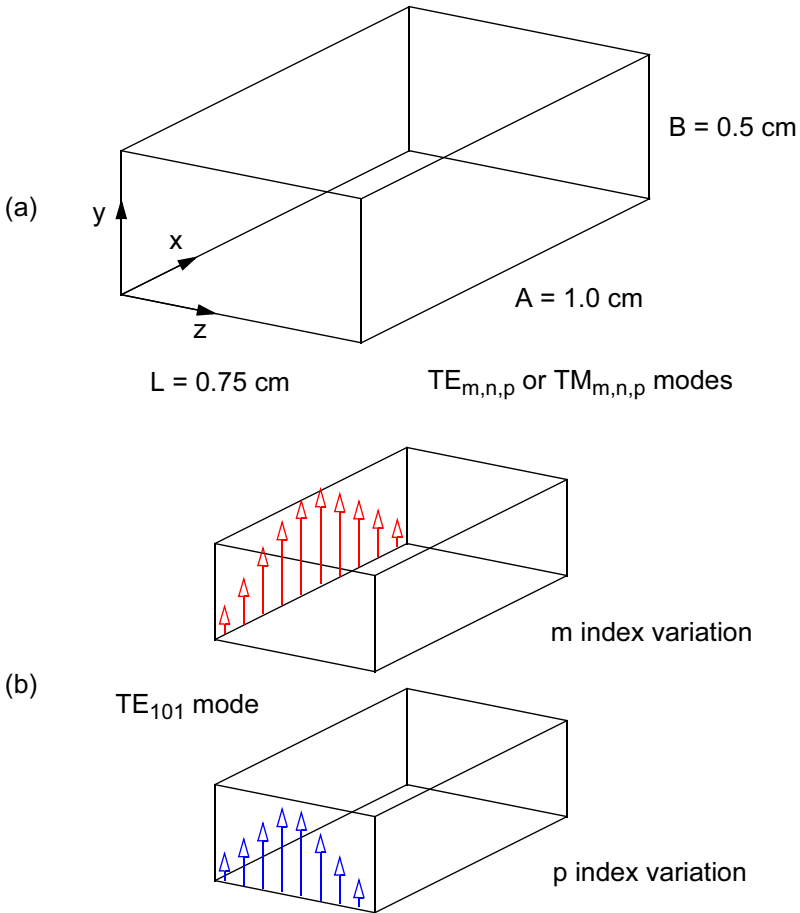 B = 0.5 cm
(a)
y
x
z
A = 1.0 cm
L = 0.75 cm
TEm,n,p or TMm,n,p modes
m index variation
(b)
TE101 mode
p index variation